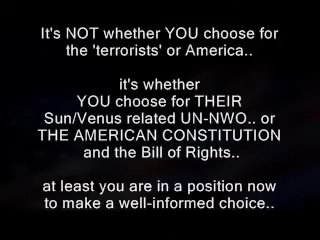 It's NOT whether YOU choose for
the 'terrorists' or America..
it's whether
YOU choose for THEIR
Sun/Venus related UN-NWO.. or
THE AMERICAN CONSTITUTION
and the Bill of Rights..
at least you are in a position now
to make a well-informed choice..